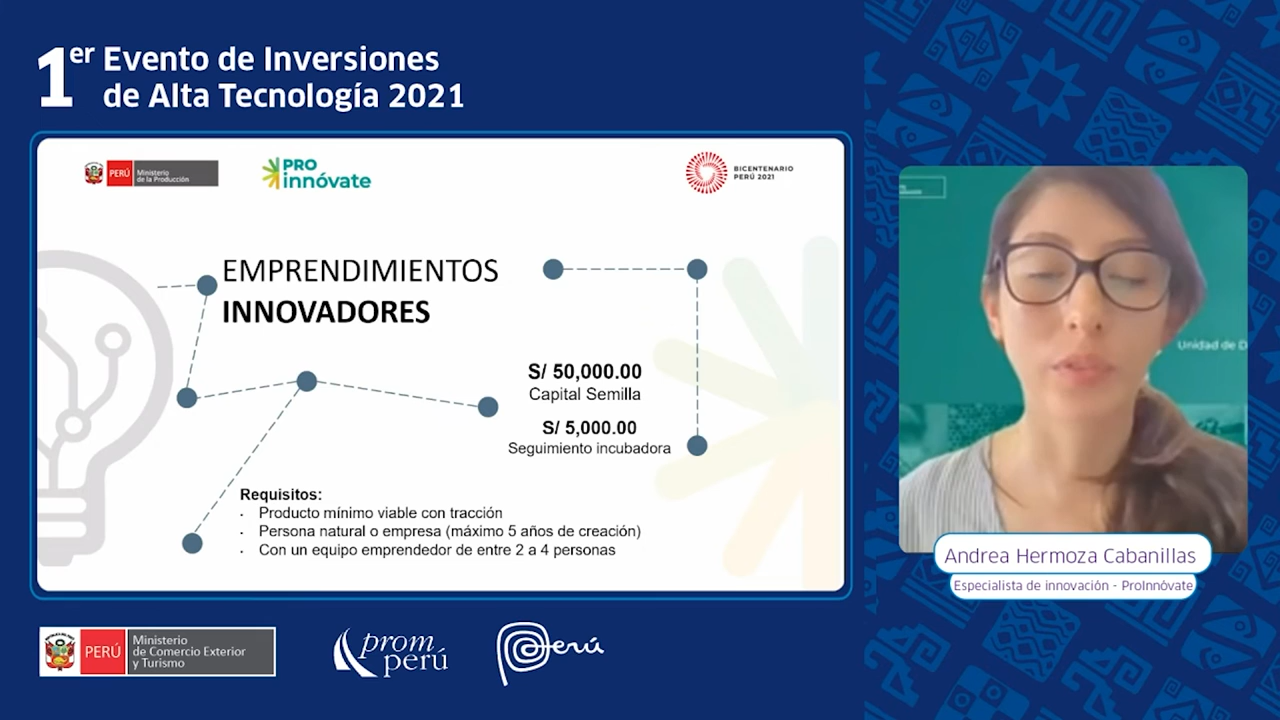 1er Evento de Inversiones
de Alta Tecnología 2021
PERÚ
Ministerio
de la Producción
PRO
innóvate
BICENTENARIO
PERÚ 2021
EMPRENDIMIENTOS
INNOVADORES
S/ 50,000.00
Capital Semilla
S/ 5,000.00
Seguimiento incubadora
Requisitos:
· Producto mínimo viable con tracción
· Persona natural o empresa (máximo 5 años de creación)
· Con un equipo emprendedor de entre 2 a 4 personas
Unidad de D
Andrea Hermoza Cabanillas
Especialista de innovación - ProInnóvate
PERÚ
Ministerio
de Comercio Exterior
y Turismo
prom
perú
Perú